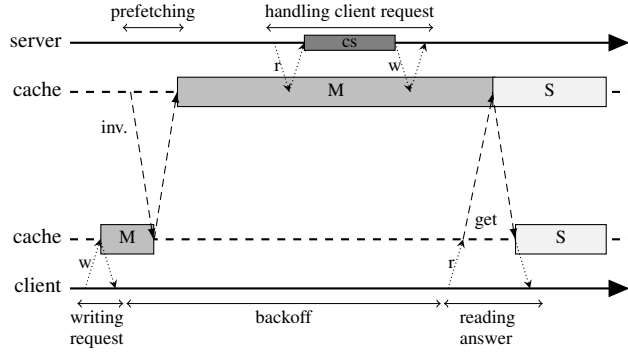 prefetching
handling client request
server
cs
r
w
cache
M
S
inv.
get
cache
M
S
w
r
client
writing
request
backoff
reading
answer